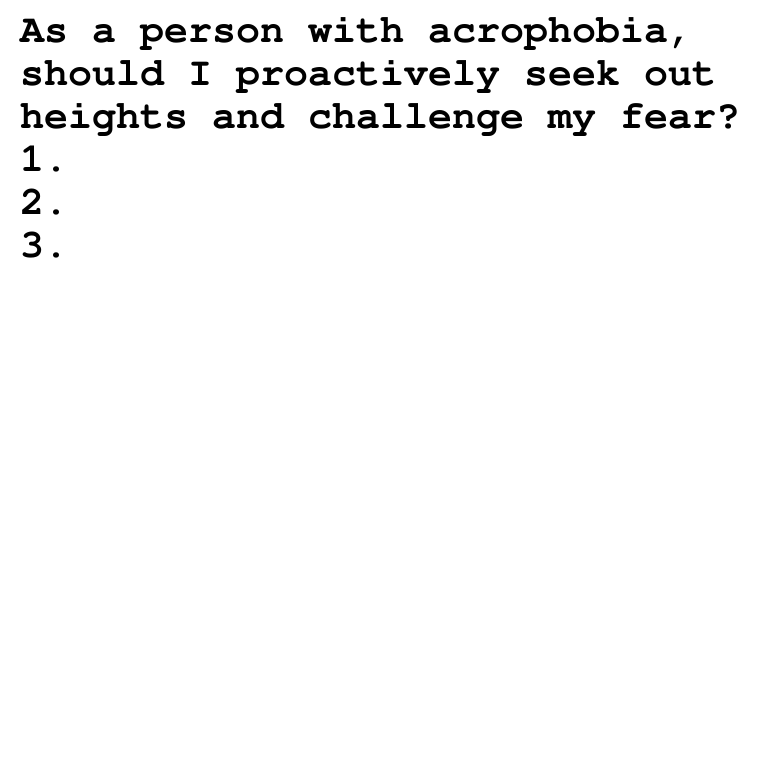 As a person with acrophobia,
should I proactively seek out
heights and challenge my fear?
1.
2.
3.